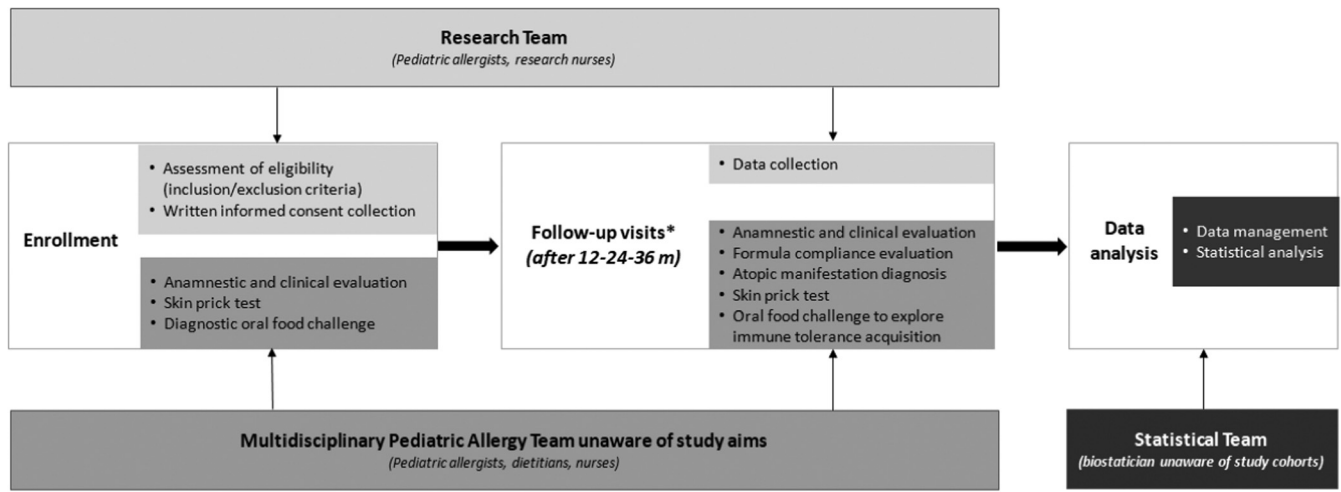 Research Team
(Pediatric allergists, research nurses)
Enrollment
• Assessment of eligibility
(inclusion/exclusion criteria)
• Written informed consent collection
• Anamnestic and clinical evaluation
• Skin prick test
• Diagnostic oral food challenge
Follow-up visits*
(after 12-24-36 m)
• Data collection
• Anamnestic and clinical evaluation
• Formula compliance evaluation
• Atopic manifestation diagnosis
• Skin prick test
• Oral food challenge to explore
immune tolerance acquisition
Data
analysis
• Data management
• Statistical analysis
Multidisciplinary Pediatric Allergy Team unaware of study aims
(Pediatric allergists, dietitians, nurses)
Statistical Team
(biostatician unaware of study cohorts)